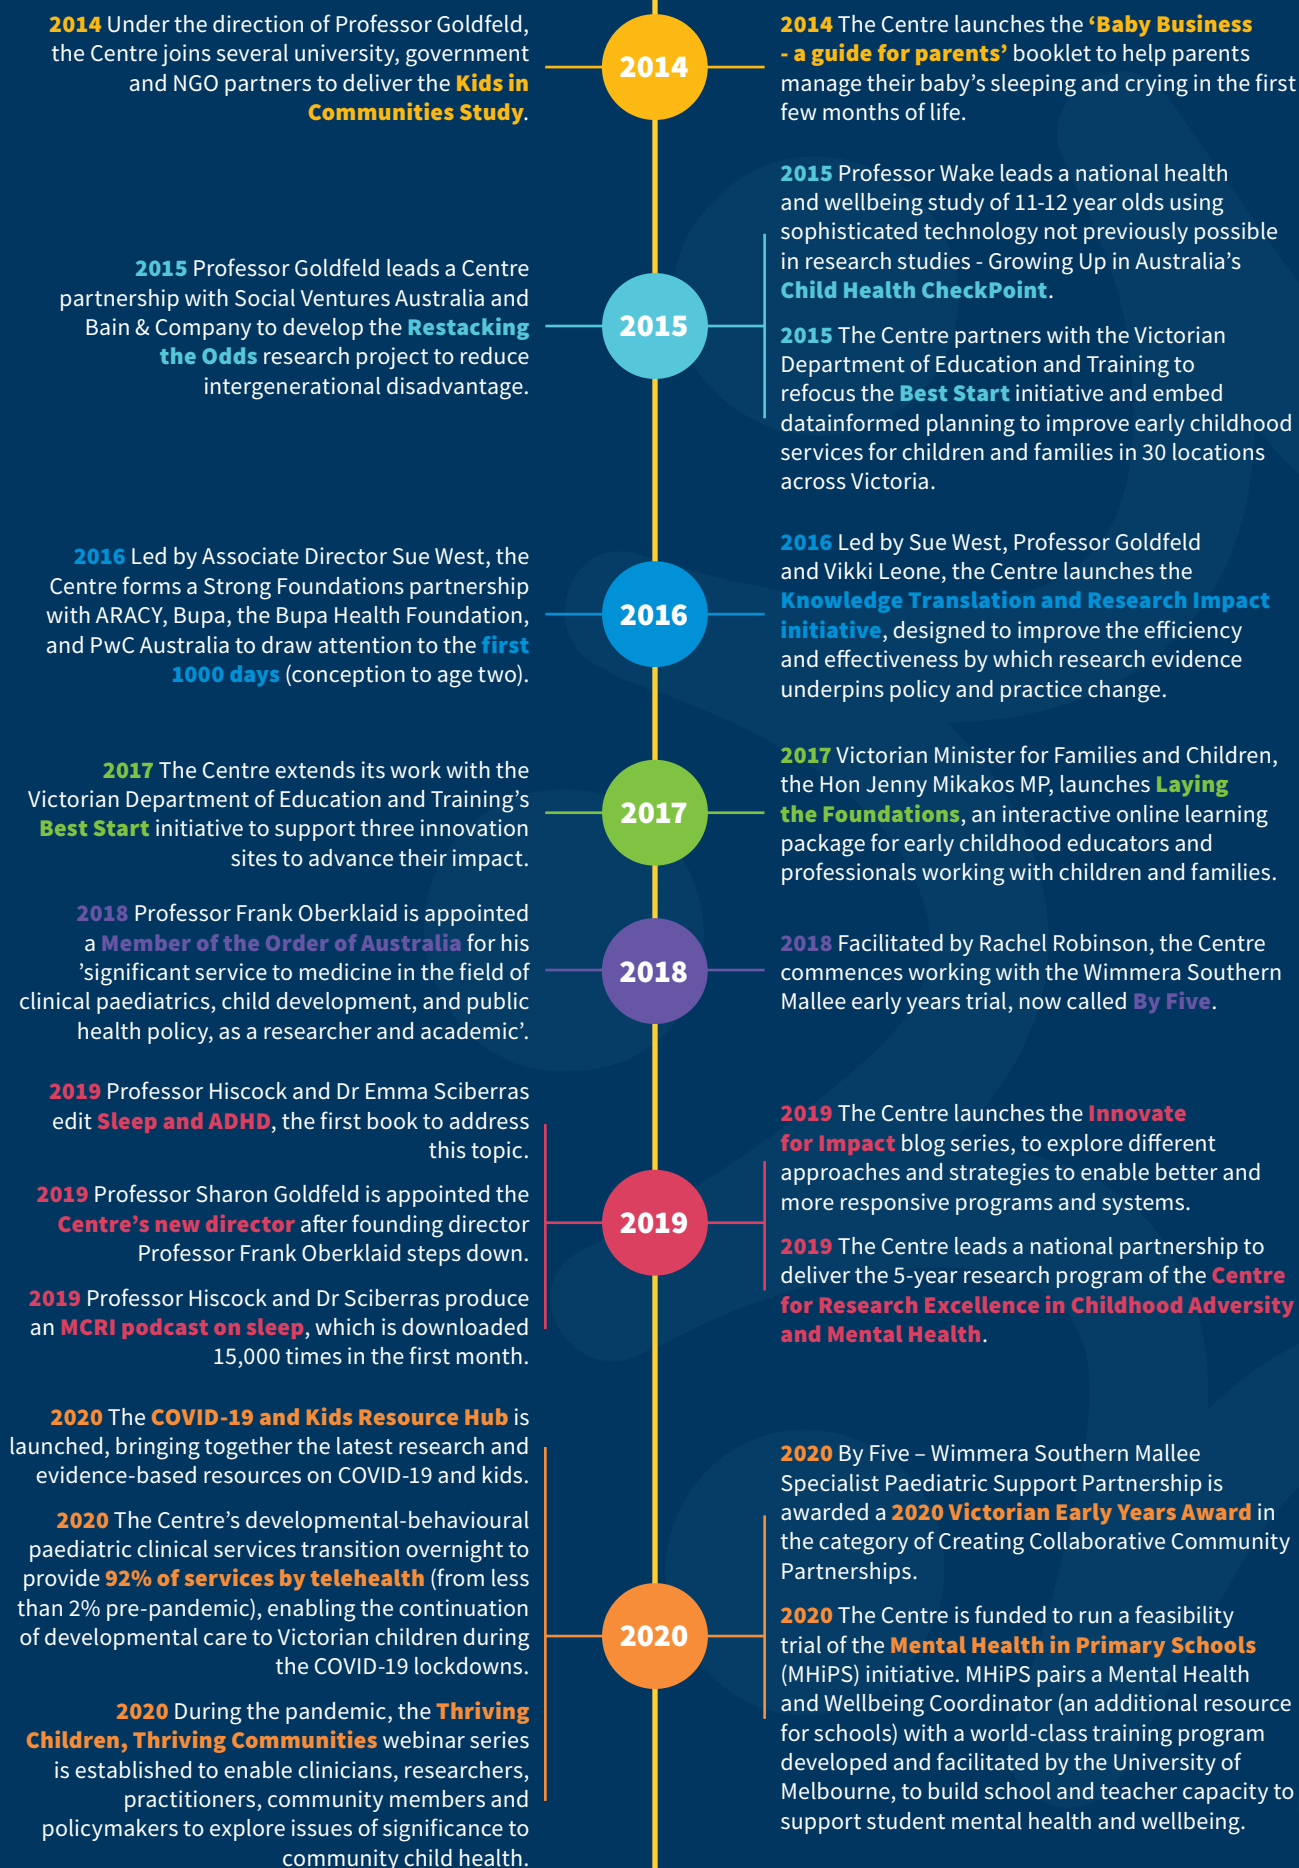 2014 Under the direction of Professor Goldfeld,
the Centre joins several university, government
and NGO partners to deliver the Kids in
Communities Study.
2014
2014 The Centre launches the ‘Baby Business
- a guide for parents’ booklet to help parents
manage their baby’s sleeping and crying in the first
few months of life.
2015 Professor Goldfeld leads a Centre
partnership with Social Ventures Australia and
Bain & Company to develop the Restacking
the Odds research project to reduce
intergenerational disadvantage.
2015
2015 Professor Wake leads a national health
and wellbeing study of 11-12 year olds using
sophisticated technology not previously possible
in research studies - Growing Up in Australia’s
Child Health CheckPoint.
2015 The Centre partners with the Victorian
Department of Education and Training to
refocus the Best Start initiative and embed
datainformed planning to improve early childhood
services for children and families in 30 locations
across Victoria.
2016 Led by Associate Director Sue West, the
Centre forms a Strong Foundations partnership
with ARACY, Bupa, the Bupa Health Foundation,
and PwC Australia to draw attention to the first
1000 days (conception to age two).
2016
2016 Led by Sue West, Professor Goldfeld
and Vikki Leone, the Centre launches the
Knowledge Translation and Research Impact
initiative, designed to improve the efficiency
and effectiveness by which research evidence
underpins policy and practice change.
2017 The Centre extends its work with the
Victorian Department of Education and Training’s
Best Start initiative to support three innovation
sites to advance their impact.
2017
2017 Victorian Minister for Families and Children,
the Hon Jenny Mikakos MP, launches Laying
the Foundations, an interactive online learning
package for early childhood educators and
professionals working with children and families.
2018 Professor Frank Oberklaid is appointed
a Member of the Order of Australia for his
’significant service to medicine in the field of
clinical paediatrics, child development, and public
health policy, as a researcher and academic’.
2018
2018 Facilitated by Rachel Robinson, the Centre
commences working with the Wimmera Southern
Mallee early years trial, now called By Five.
2019 Professor Hiscock and Dr Emma Sciberras
edit Sleep and ADHD, the first book to address
this topic.
2019 Professor Sharon Goldfeld is appointed the
Centre’s new director after founding director
Professor Frank Oberklaid steps down.
2019 Professor Hiscock and Dr Sciberras produce
an MCRI podcast on sleep, which is downloaded
15,000 times in the first month.
2019
2019 The Centre launches the Innovate
for Impact blog series, to explore different
approaches and strategies to enable better and
more responsive programs and systems.
2019 The Centre leads a national partnership to
deliver the 5-year research program of the Centre
for Research Excellence in Childhood Adversity
and Mental Health.
2020 The COVID-19 and Kids Resource Hub is
launched, bringing together the latest research and
evidence-based resources on COVID-19 and kids.
2020 The Centre’s developmental-behavioural
paediatric clinical services transition overnight to
provide 92% of services by telehealth (from less
than 2% pre-pandemic), enabling the continuation
of developmental care to Victorian children during
the COVID-19 lockdowns.
2020 During the pandemic, the Thriving
Children, Thriving Communities webinar series
is established to enable clinicians, researchers,
practitioners, community members and
policymakers to explore issues of significance to
community child health.
2020
2020 By Five – Wimmera Southern Mallee
Specialist Paediatric Support Partnership is
awarded a 2020 Victorian Early Years Award in
the category of Creating Collaborative Community
Partnerships.
2020 The Centre is funded to run a feasibility
trial of the Mental Health in Primary Schools
(MHiPS) initiative. MHiPS pairs a Mental Health
and Wellbeing Coordinator (an additional resource
for schools) with a world-class training program
developed and facilitated by the University of
Melbourne, to build school and teacher capacity to
support student mental health and wellbeing.